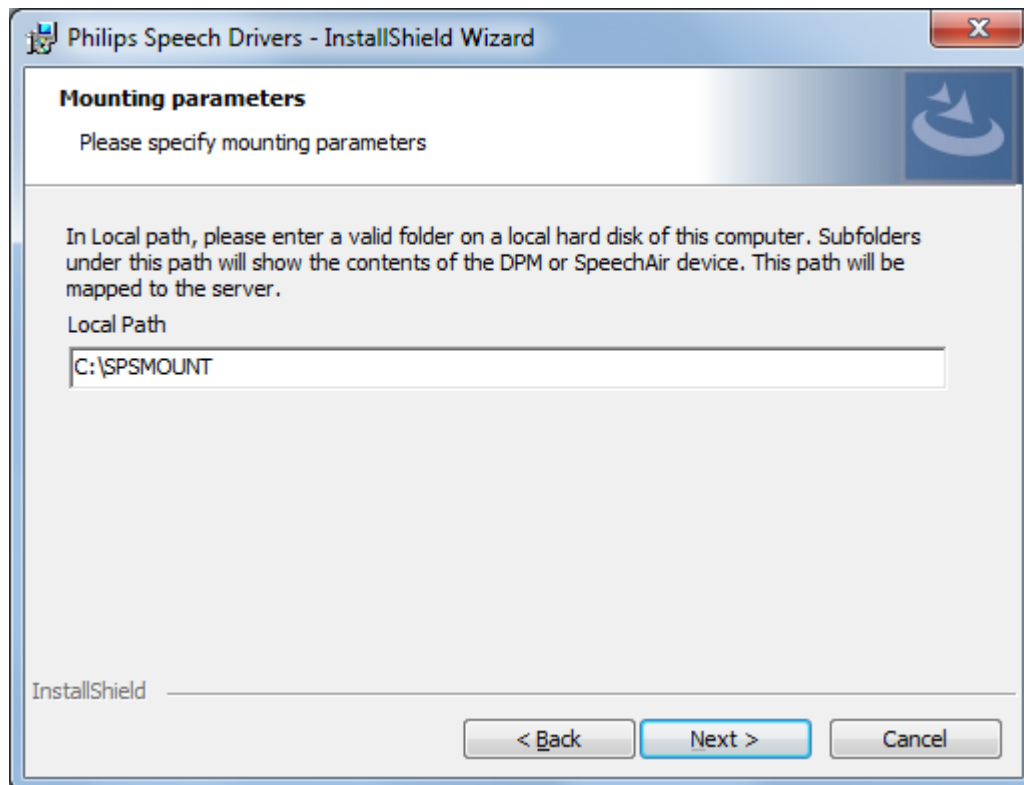 Philips Speech Drivers - InstallShield Wizard
Mounting parameters
Please specify mounting parameters
In Local path, please enter a valid folder on a local hard disk of this computer. Subfolders
under this path will show the contents of the DPM or SpeechAir device. This path will be
mapped to the server.
Local Path
C:\SPSMOUNT
InstallShield
< Back
Next >
Cancel